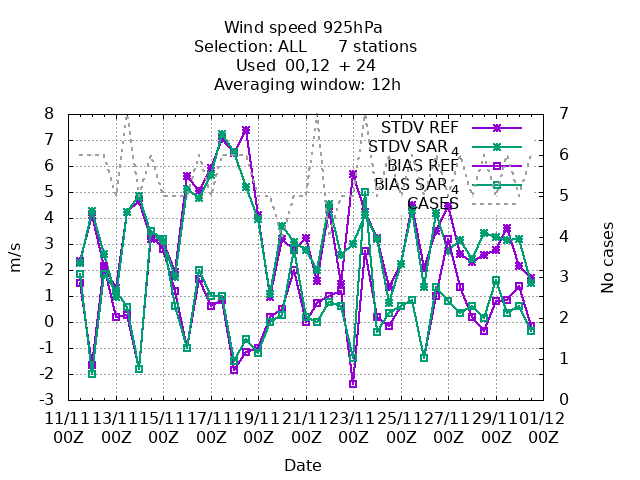 Wind speed 925hPa
Selection: ALL 7 stations
Used 00,12 + 24
Averaging window: 12h
8
7
6
5
4
3
2
1
0
-1
-2
-3
m/s
7
6
5
4
3
2
1
0
No cases
STDV REF
STDV SAR_4
BIAS REF
BIAS SAR_4
CASES
11/11 13/11 15/11 17/11 19/11 21/11 23/11 25/11 27/11 29/11 01/12
00Z 00Z 00Z 00Z 00Z 00Z 00Z 00Z 00Z 00Z 00Z
Date